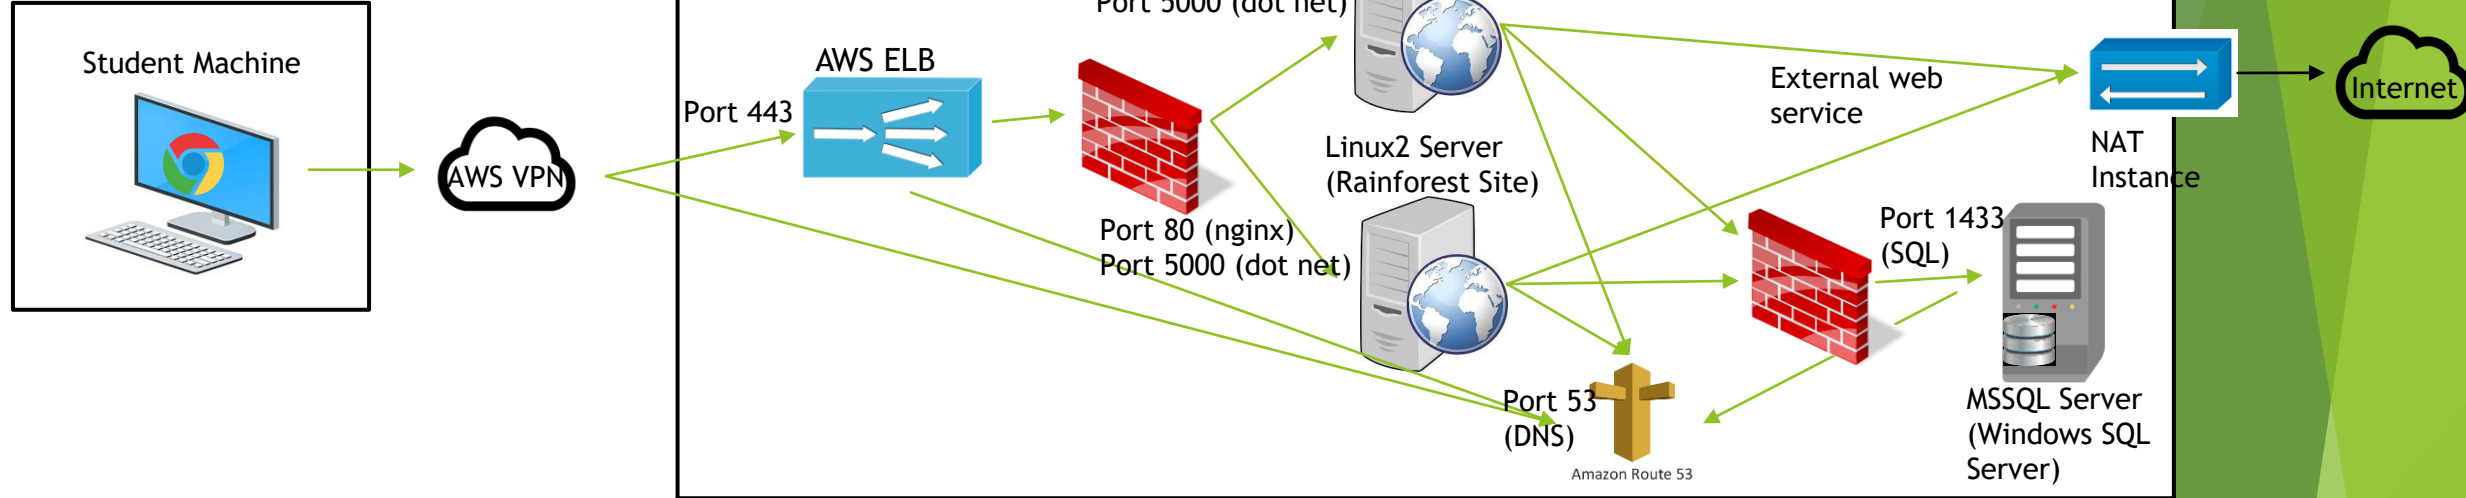 Port 5000 (dot net)
Student Machine
AWS ELB
External web
service
Internet
Port 443
NAT
Instance
Linux2 Server
(Rainforest Site)
AWS VPN
Port 80 (nginx)
Port 5000 (dot net)
Port 1433
(SQL)
Port 53
(DNS)
MSSQL Server
(Windows SQL
Server)
Amazon Route 53